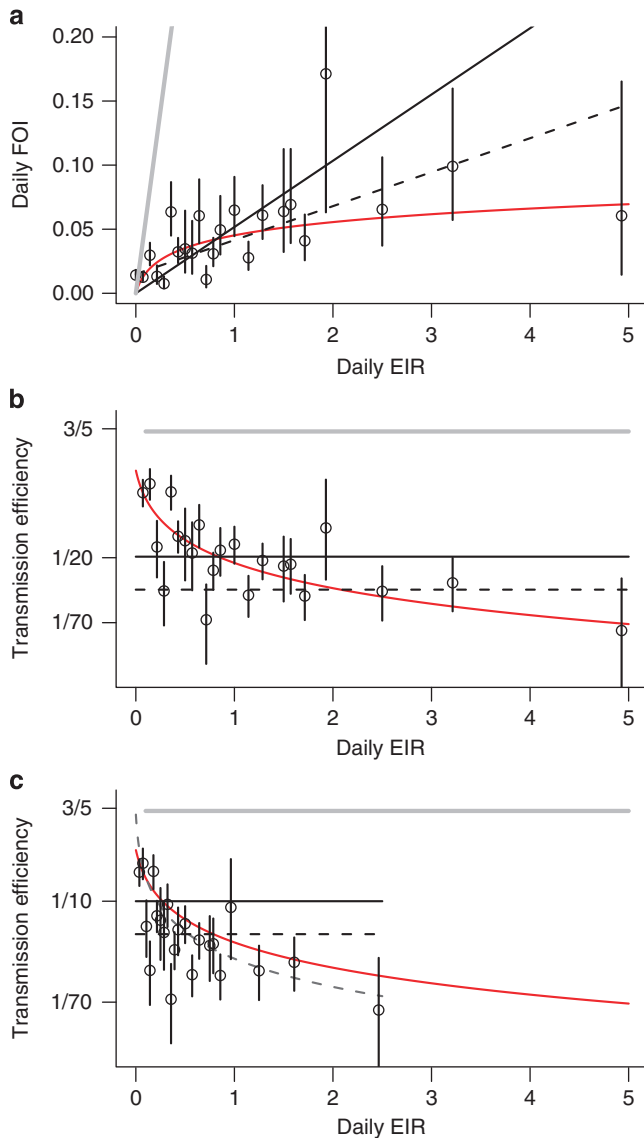 a
0.20
0.15
0.10
0.05
0.00
Daily FOI
0 1 2 3 4 5
Daily EIR
b
3/5
1/20
1/70
Transmission efficiency
0 1 2 3 4 5
Daily EIR
c
3/5
1/10
1/70
Transmission efficiency
0 1 2 3 4 5
Daily EIR